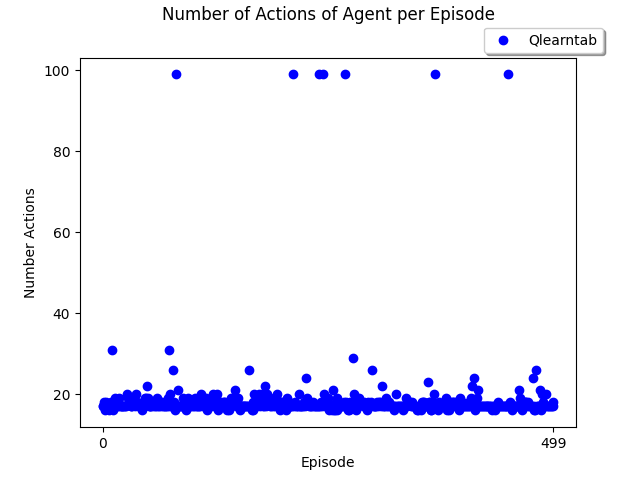 Number of Actions of Agent per Episode
Qlearntab
100
80
60
40
20
Number Actions
0
499
Episode